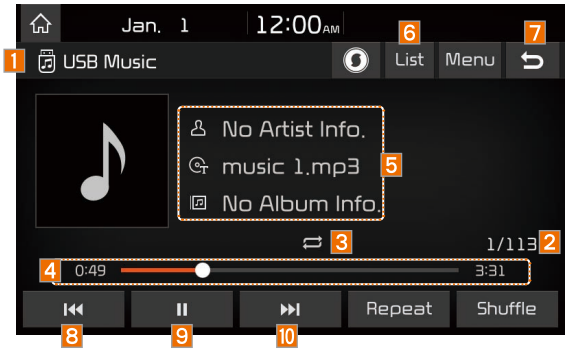 Jan. 1 12:00AM
6 7
1 USB Music List Menu
No Artist Info.
music 1.mp3 5
No Album Info.
3 1/113 2
4 0:49 3:31
Repeat Shuffle
8 9 10